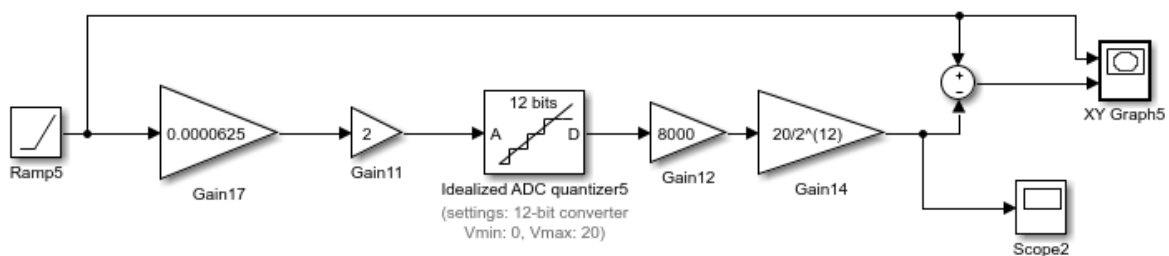 Ramp5
0.0000625
Gain17
2
Gain11
12 bits
A
D
Idealized ADC quantizer5
(settings: 12-bit converter
Vmin: 0, Vmax: 20)
8000
Gain12
20/2^(12)
Gain14
+
−
XY Graph5
Scope2